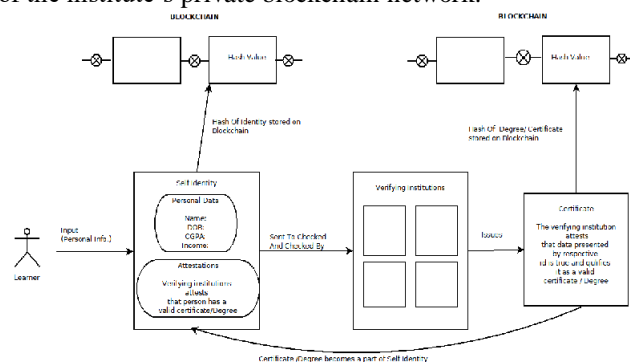 of the institute's private blockchain network.
BLOCKCHAIN
BLOCKCHAIN
Hash Value
Hash Value
Hash Of Identity stored on
Blockchain
Hash Of Degree/ Certificate
stored on Blockchain
Self Identity
Personal Data
Name:
DOB:
CGPA:
Income:
Attestations
Verifying institutions
attests
that person has a
valid certificate/Degree
Input
(Personal Info.)
Learner
Sent To Checked
And Checked By
Verifying Institutions
Issues
Certificate
The verifying institution
attests
that data presented
by respective
id is true and qulifies
it as a valid
certificate / Degree
Certificate /Degree becomes a part of Self Identity